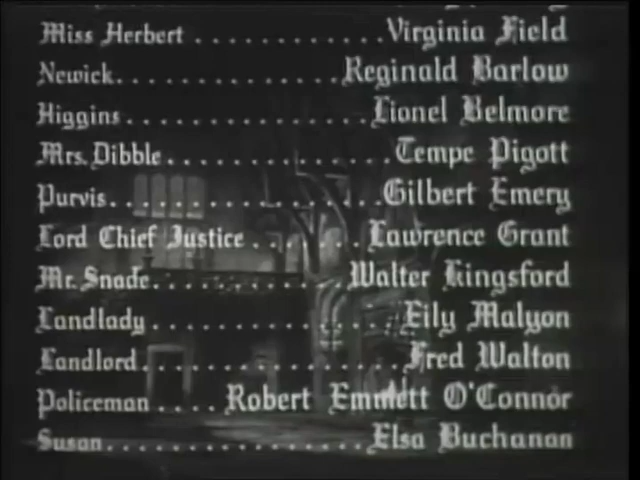 Miss Herbert . . . . . . . . . . . . Virginia Field
Newick. . . . . . . . . . . . . . Reginald Barlow
Higgins . . . . . . . . . . . . . . . Lionel Belmore
Mrs. Dibble . . . . . . . . . . . . . . Tempe Pigott
Purvis. . . . . . . . . . . . . . . . . Gilbert Emery
Lord Chief Justice . . . . . . . Lawrence Grant
Mr. Snade. . . . . . . . . . . . Walter Kingsford
Landlady . . . . . . . . . . . . . . . Eily Malyon
Landlord . . . . . . . . . . . . . . . . Fred Walton
Policeman . . . . Robert Emmett O'Connor
Susan. . . . . . . . . . . . . . . . Elsa Buchanan